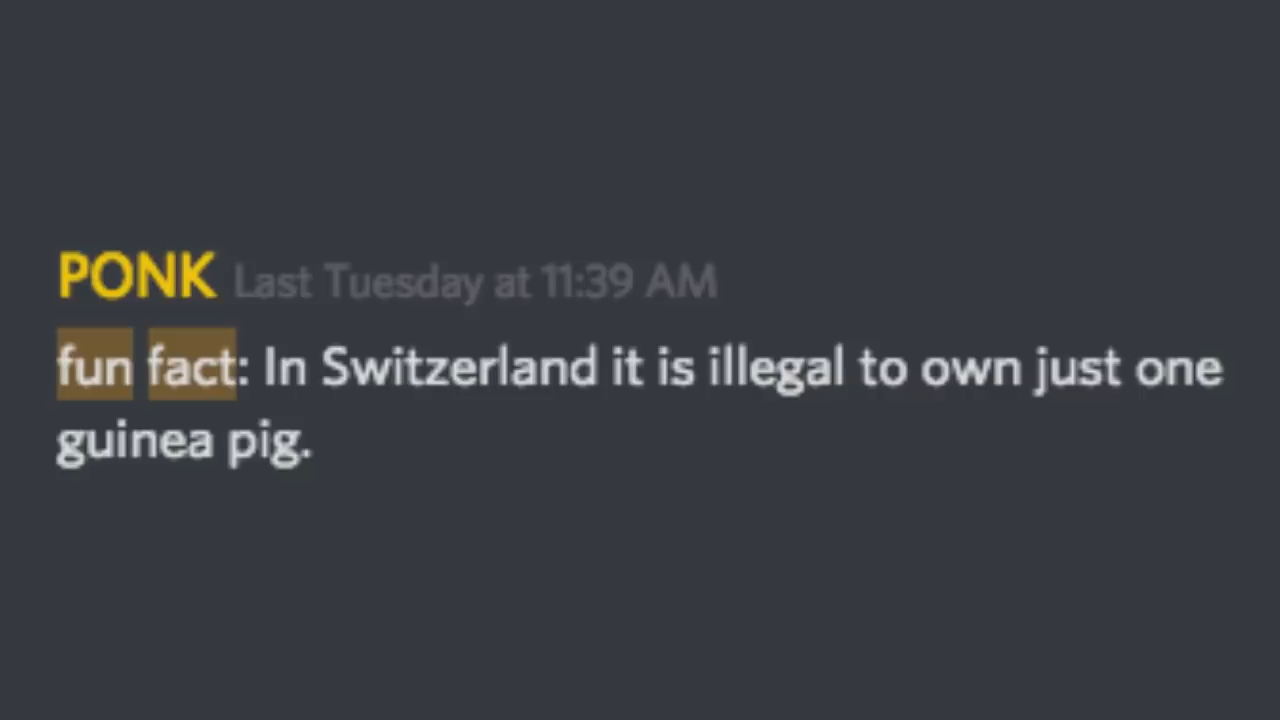 PONK Last Tuesday at 11:39 AM
fun fact: In Switzerland it is illegal to own just one
guinea pig.